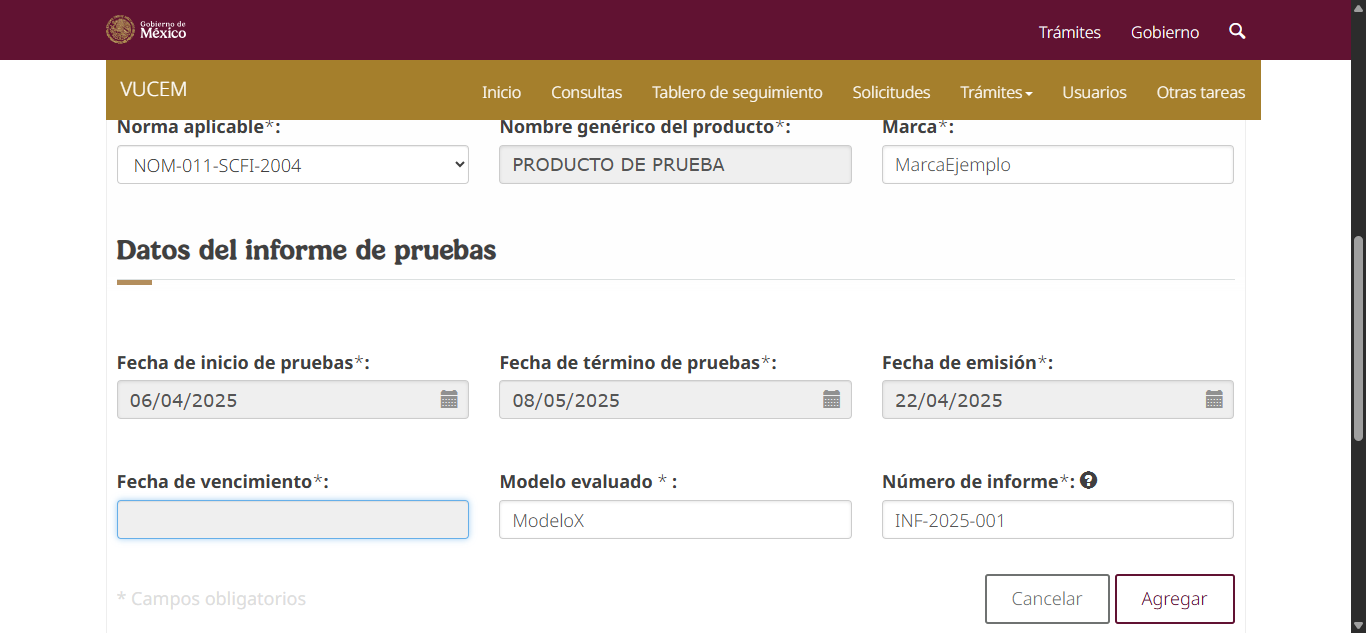 Gobierno de
México
Trámites
Gobierno
VUCEM
Inicio
Consultas
Tablero de seguimiento
Solicitudes
Trámites
Usuarios
Otras tareas
Norma aplicable*:
Nombre genérico del producto*:
Marca*:
NOM-011-SCFI-2004
PRODUCTO DE PRUEBA
MarcaEjemplo
Datos del informe de pruebas
Fecha de inicio de pruebas*:
Fecha de término de pruebas*:
Fecha de emisión*:
06/04/2025
08/05/2025
22/04/2025
Fecha de vencimiento*:
Modelo evaluado * :
Número de informe*: ?
ModeloX
INF-2025-001
* Campos obligatorios
Cancelar
Agregar